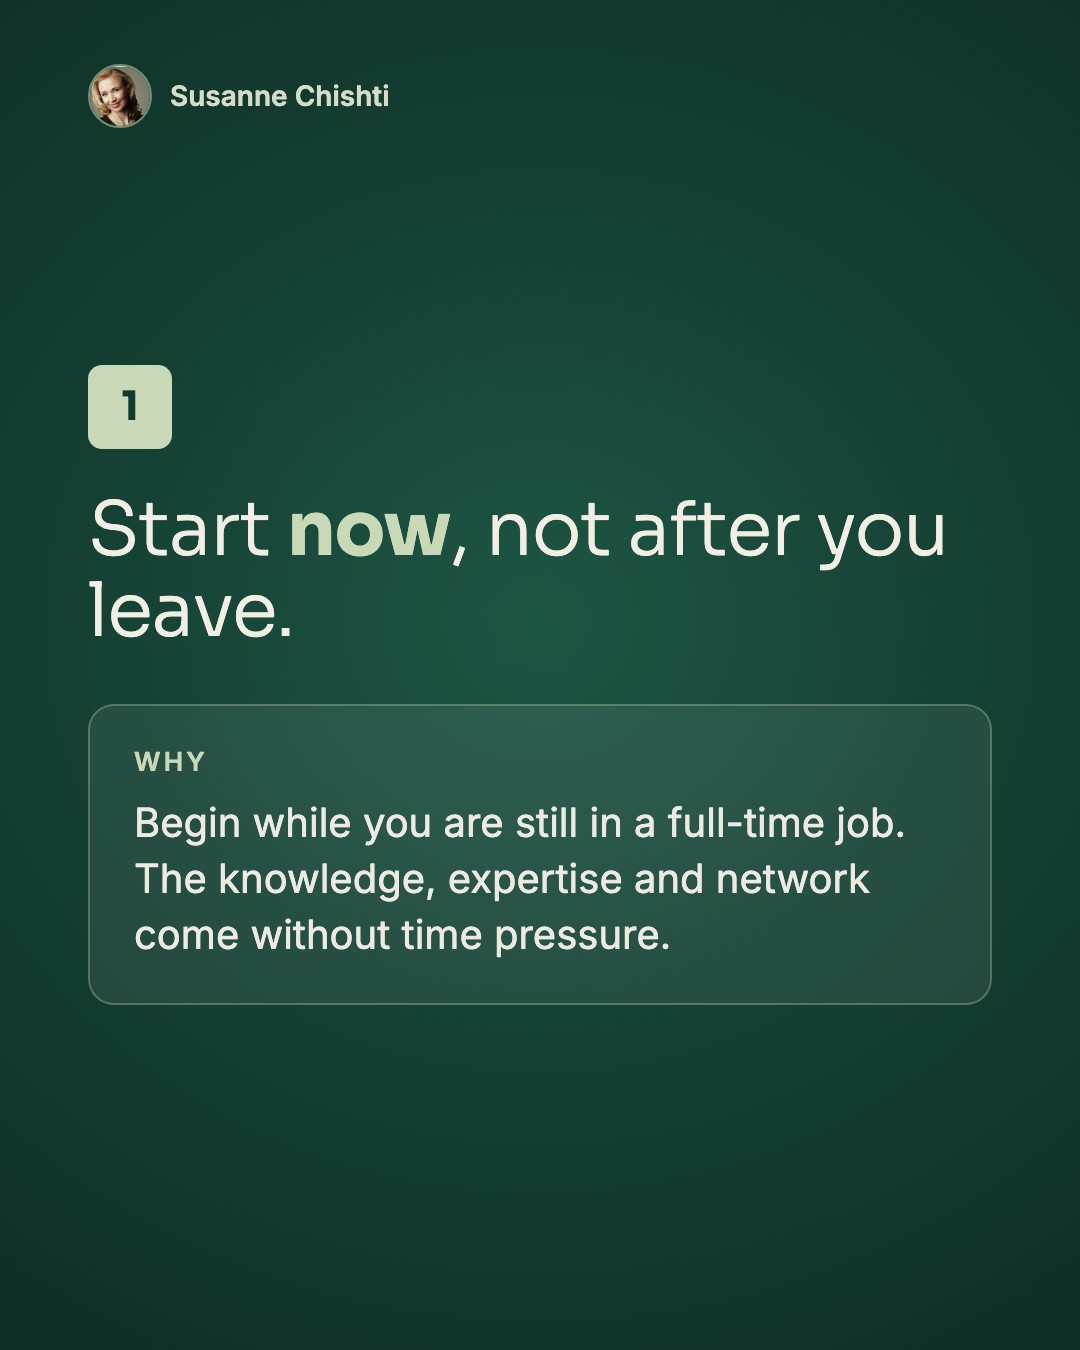 Susanne Chishti
1
Start now, not after you
leave.
WHY
Begin while you are still in a full-time job.
The knowledge, expertise and network
come without time pressure.